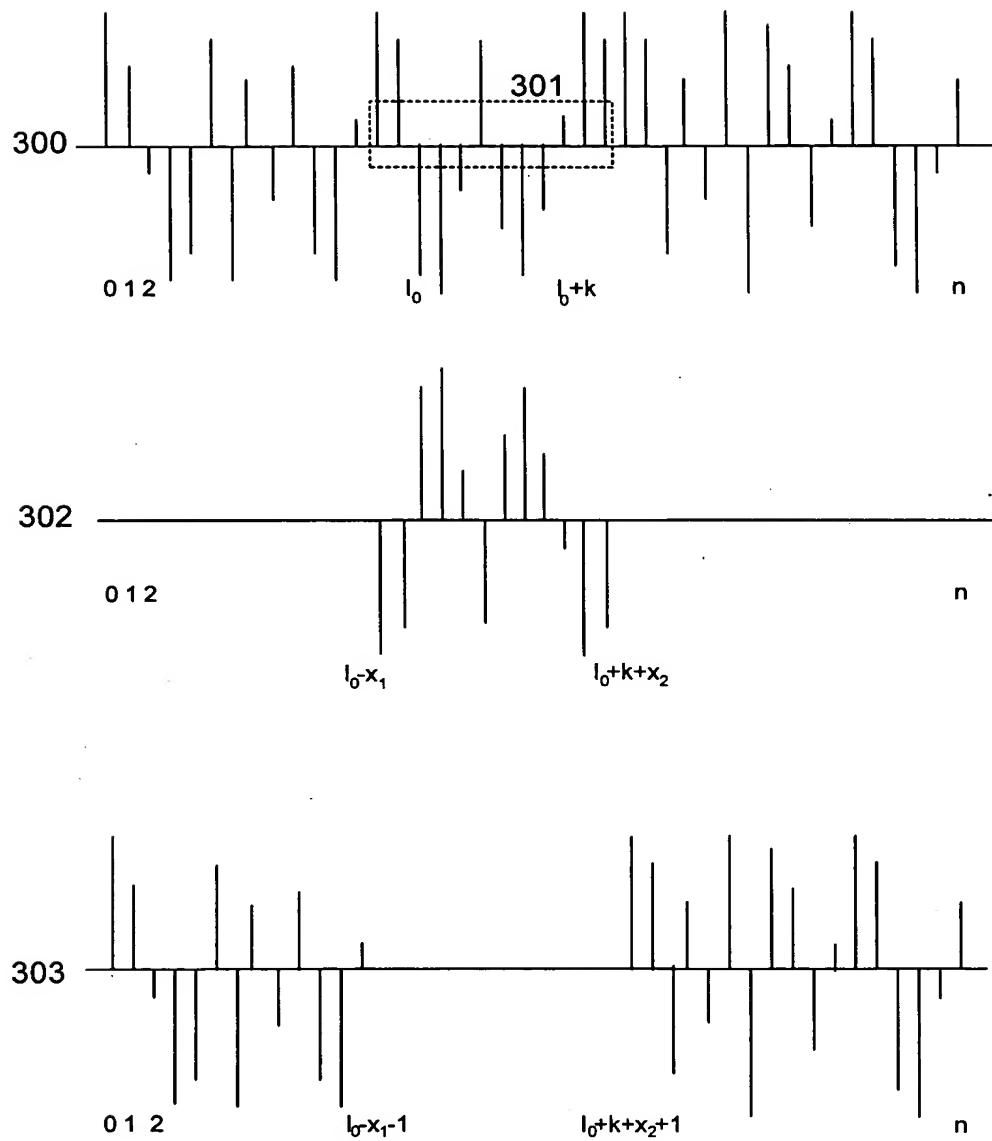 301
300
0 1 2 l₀ l₀+k n
302
0 1 2 n
l₀-x₁ l₀+k+x₂
303
0 1 2 l₀-x₁-1 l₀+k+x₂+1 n